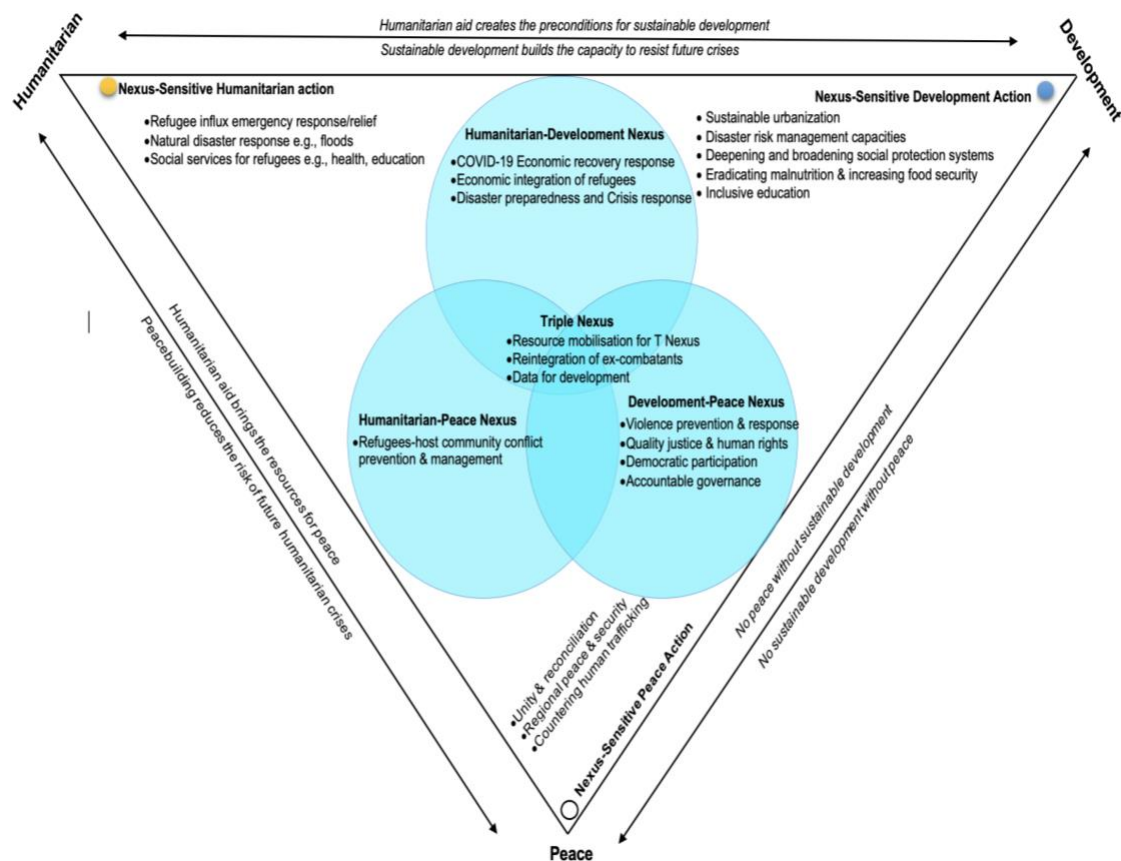 Humanitarian aid creates the preconditions for sustainable development
Sustainable development builds the capacity to resist future crises
Humanitarian
Development
Nexus-Sensitive Humanitarian action
•Refugee influx emergency response/relief
•Natural disaster response e.g., floods
•Social services for refugees e.g., health, education
Humanitarian-Development Nexus
•COVID-19 Economic recovery response
•Economic integration of refugees
•Disaster preparedness and Crisis response
Nexus-Sensitive Development Action
• Sustainable urbanization
• Disaster risk management capacities
• Deepening and broadening social protection systems
• Eradicating malnutrition & increasing food security
• Inclusive education
Triple Nexus
•Resource mobilisation for T Nexus
•Reintegration of ex-combatants
•Data for development
Humanitarian-Peace Nexus
•Refugees-host community conflict
prevention & management
Development-Peace Nexus
•Violence prevention & response
•Quality justice & human rights
•Democratic participation
•Accountable governance
Humanitarian aid brings the resources for peace
Peacebuilding reduces the risk of future humanitarian crises
No peace without sustainable development
No sustainable development without peace
•Unity & reconciliation
•Regional peace & security
•Countering human trafficking
Nexus-Sensitive Peace Action
Peace